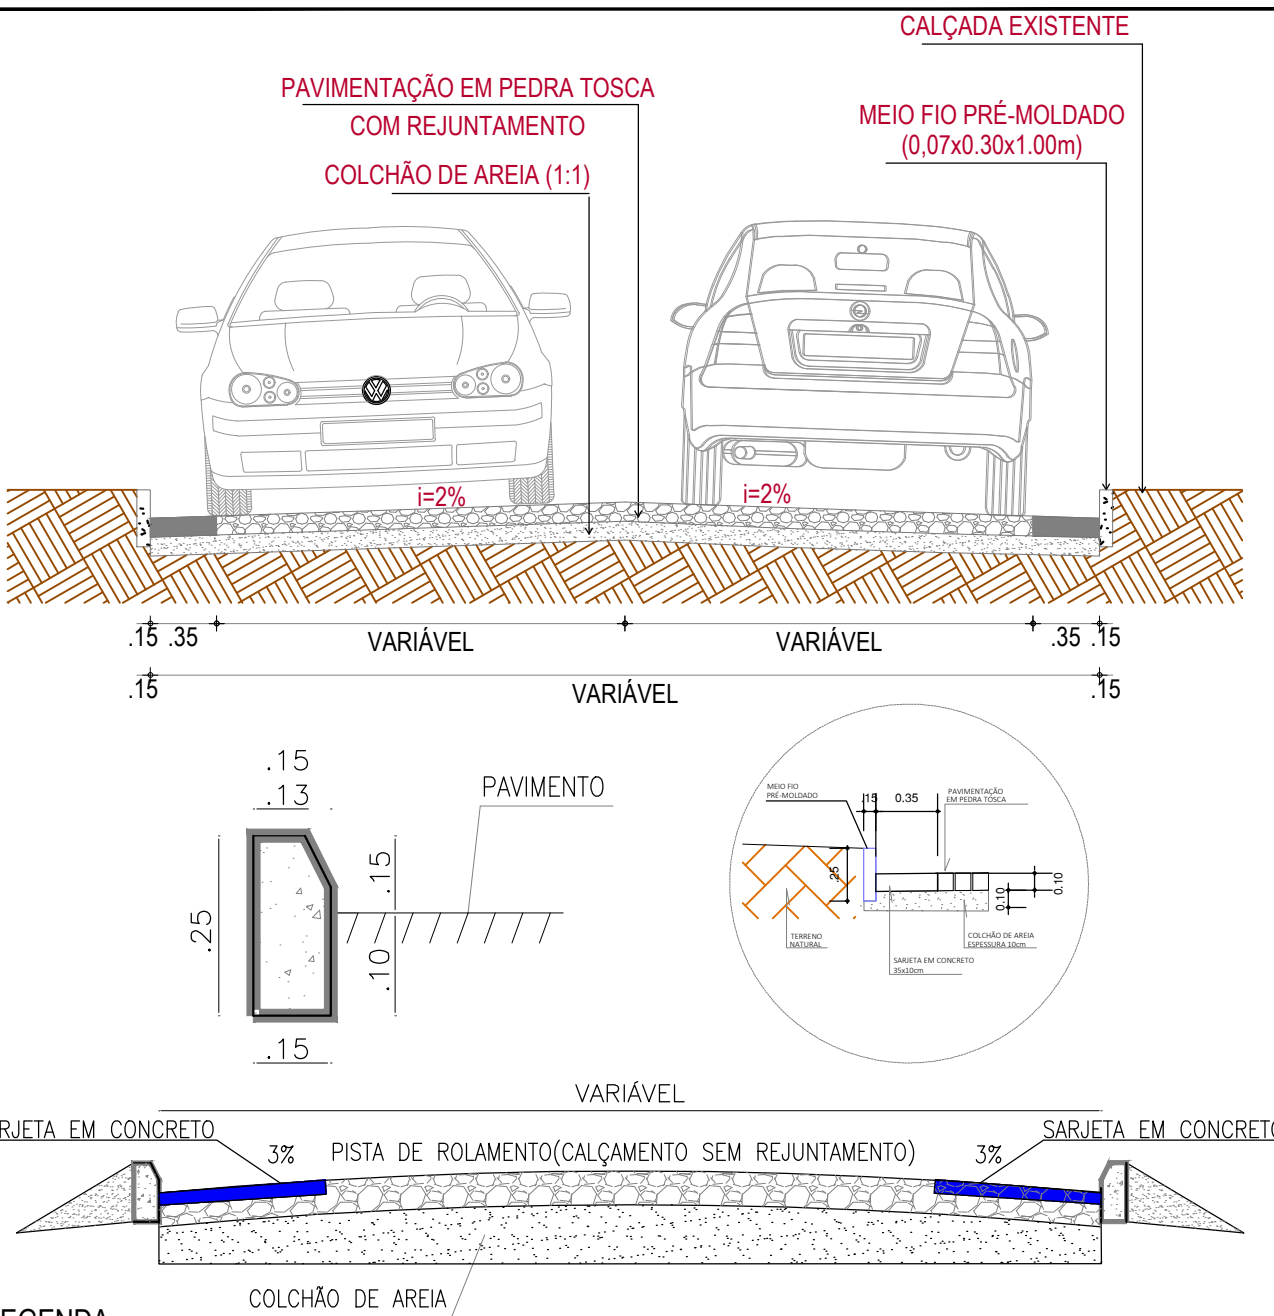 CALÇADA EXISTENTE
PAVIMENTAÇÃO EM PEDRA TOSCA
COM REJUNTAMENTO
COLCHÃO DE AREIA (1:1)
MEIO FIO PRÉ-MOLDADO
(0,07x0.30x1.00m)
i=2%
i=2%
.15 .35 VARIÁVEL VARIÁVEL .35 .15
.15 VARIÁVEL .15
.15
.13
PAVIMENTO
.25
.15
.10
.15
MEIO FIO
PRÉ-MOLDADO
.15 0.35
PAVIMENTAÇÃO
EM PEDRA TOSCA
.25
0.10
0.10
TERRENO
NATURAL
COLCHÃO DE AREIA
ESPESSURA 10cm
SARJETA EM CONCRETO
35x10cm
VARIÁVEL
RJETA EM CONCRETO
3% PISTA DE ROLAMENTO(CALÇAMENTO SEM REJUNTAMENTO) 3%
SARJETA EM CONCRETO
COLCHÃO DE AREIA
EGENDA